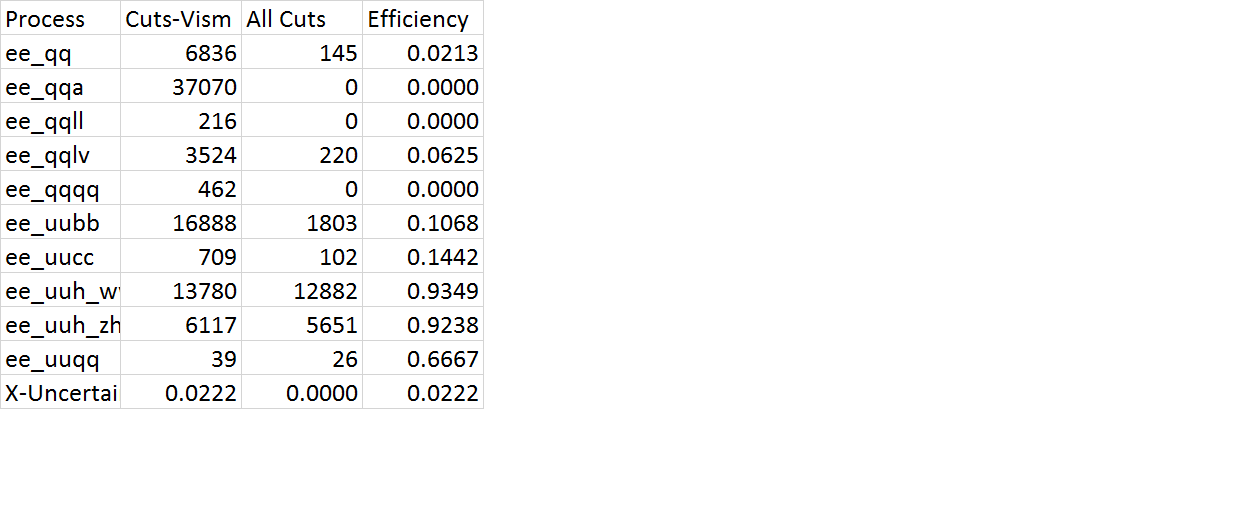 Process Cuts-Vism All Cuts Efficiency
ee_qq 6836 145 0.0213
ee_qqa 37070 0 0.0000
ee_qqll 216 0 0.0000
ee_qqlv 3524 220 0.0625
ee_qqqq 462 0 0.0000
ee_uubb 16888 1803 0.1068
ee_uucc 709 102 0.1442
ee_uuh_w 13780 12882 0.9349
ee_uuh_zh 6117 5651 0.9238
ee_uuqq 39 26 0.6667
X-Uncertai 0.0222 0.0000 0.0222